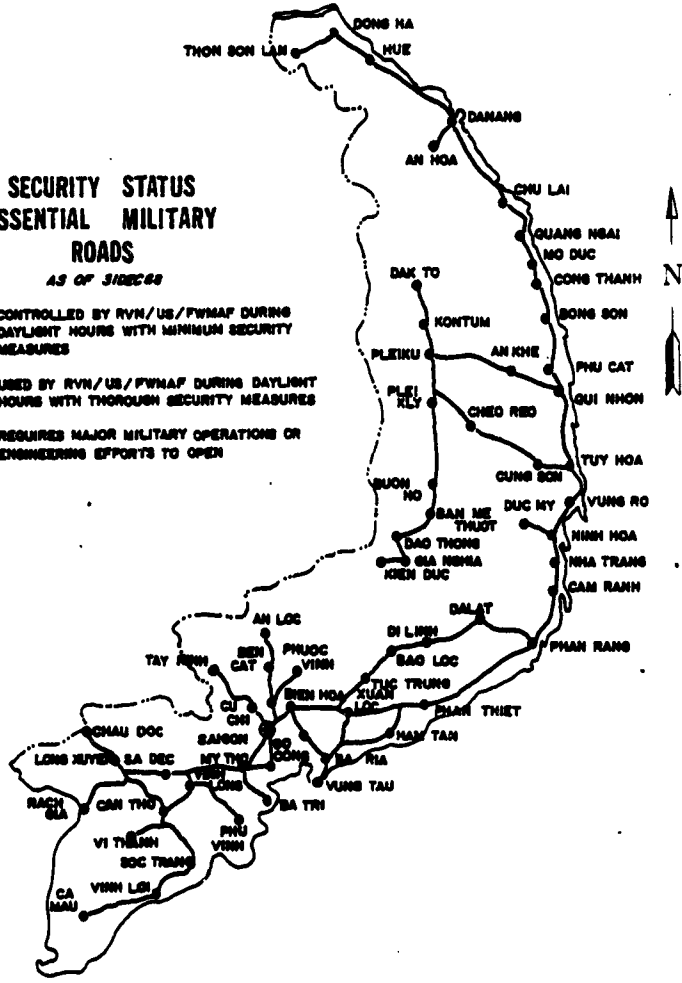 SECURITY STATUS
SSENTIAL MILITARY
ROADS
AS OF 31DEC68
CONTROLLED BY RVN/US/FWMAF DURING
DAYLIGHT HOURS WITH MINIMUM SECURITY
MEASURES
USED BY RVN/US/FWMAF DURING DAYLIGHT
HOURS WITH THOROUGH SECURITY MEASURES
REQUIRES MAJOR MILITARY OPERATIONS OR
ENGINEERING EFFORTS TO OPEN
DONG HA
THON SON LAN
HUE
DANANG
AN HOA
CHU LAI
QUANG NGAI
MO DUC
CONG THANH
BONG SON
N
DAK TO
KONTUM
PLEIKU
AN KHE
PHU CAT
QUI NHON
PLEI
KLY
CHEO REO
CUNG SON
TUY HOA
BUON
HO
DUC MY
VUNG RO
BAN ME
THUOT
NINH HOA
DAO THONG
GIA NGHIA
KIEN DUC
NHA TRANG
CAM RANH
DALAT
DI LINH
BAO LOC
PHAN RANG
AN LOC
BEN
CAT
PHUOC
VINH
TAY NINH
TUC TRUNG
CU
CHI
BIEN HOA
XUAN
LOC
PHAN THIET
SAIGON
HAM TAN
CHAU DOC
GO
CONG
LONG XUYEN
SA DEC
MY THO
BA RIA
VINH
LONG
VUNG TAU
RACH
GIA
CAN THO
BA TRI
VI THANH
PHU
VINH
SOC TRANG
CA
MAU
VINH LOI